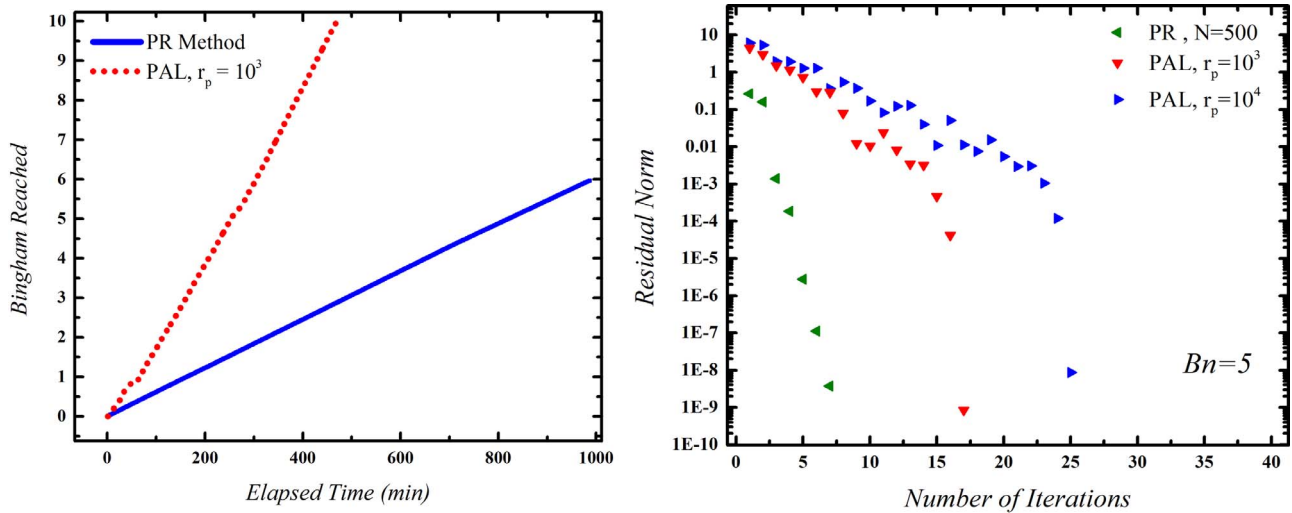 10
9
8
7
6
5
4
3
2
1
0
Bingham Reached
PR Method
PAL, r_p = 10^3
0 200 400 600 800 1000
Elapsed Time (min)
10
1
0.1
0.01
1E-3
1E-4
1E-5
1E-6
1E-7
1E-8
1E-9
1E-10
Residual Norm
PR , N=500
PAL, r_p=10^3
PAL, r_p=10^4
Bn=5
0 5 10 15 20 25 30 35 40
Number of Iterations